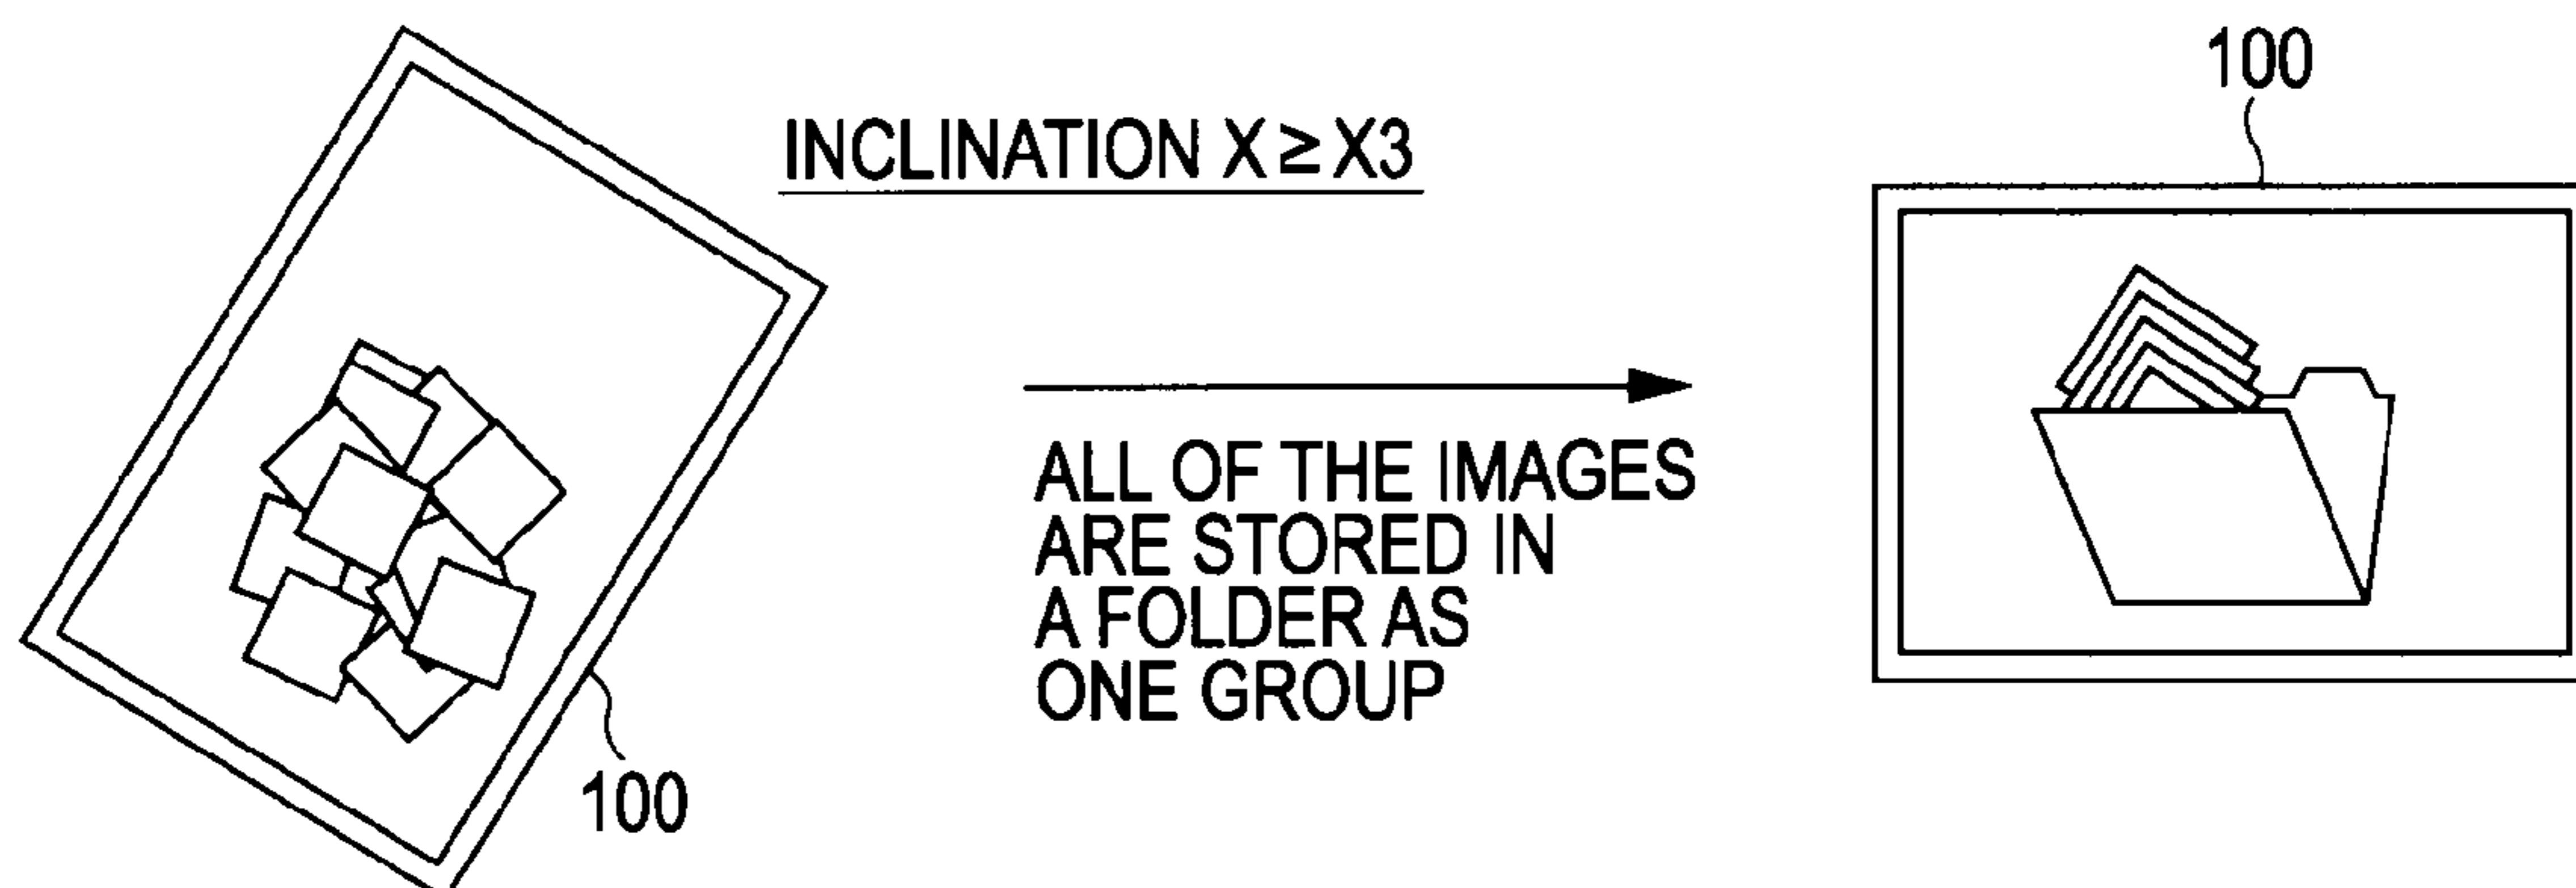 100
INCLINATION X ≥ X3
ALL OF THE IMAGES
ARE STORED IN
A FOLDER AS
ONE GROUP
100